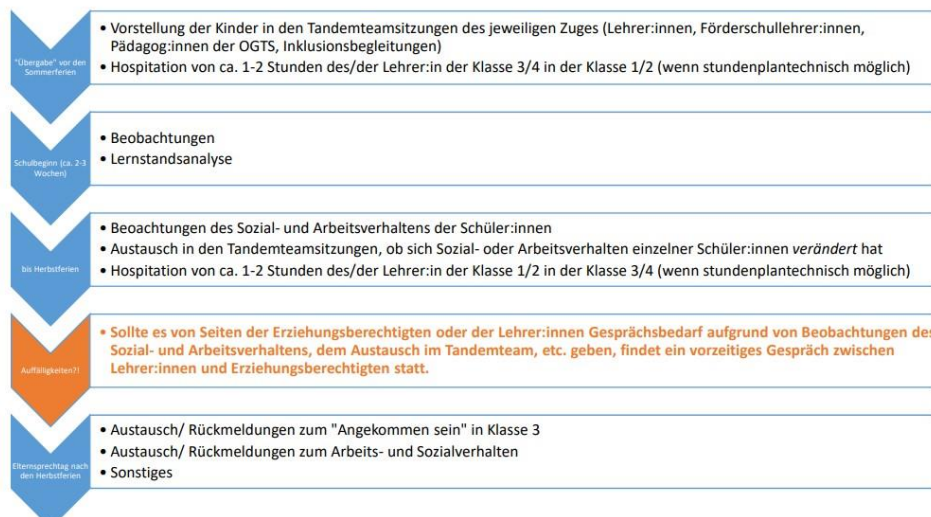 "Übergabe" vor den
Sommerferien
• Vorstellung der Kinder in den Tandemteamsitzungen des jeweiligen Zuges (Lehrer:innen, Förderschullehrer:innen,
Pädagog:innen der OGTS, Inklusionsbegleitungen)
• Hospitation von ca. 1-2 Stunden des/der Lehrer:in der Klasse 3/4 in der Klasse 1/2 (wenn stundenplantechnisch möglich)
Schulbeginn (ca. 2-3
Wochen)
• Beobachtungen
• Lernstandsanalyse
bis Herbstferien
• Beoachtungen des Sozial- und Arbeitsverhaltens der Schüler:innen
• Austausch in den Tandemteamsitzungen, ob sich Sozial- oder Arbeitsverhalten einzelner Schüler:innen verändert hat
• Hospitation von ca. 1-2 Stunden des/der Lehrer:in der Klasse 1/2 in der Klasse 3/4 (wenn stundenplantechnisch möglich)
Auffälligkeiten?!
• Sollte es von Seiten der Erziehungsberechtigten oder der Lehrer:innen Gesprächsbedarf aufgrund von Beobachtungen des
Sozial- und Arbeitsverhaltens, dem Austausch im Tandemteam, etc. geben, findet ein vorzeitiges Gespräch zwischen
Lehrer:innen und Erziehungsberechtigten statt.
Elternsprechtag nach
den Herbstferien
• Austausch/ Rückmeldungen zum "Angekommen sein" in Klasse 3
• Austausch/ Rückmeldungen zum Arbeits- und Sozialverhalten
• Sonstiges